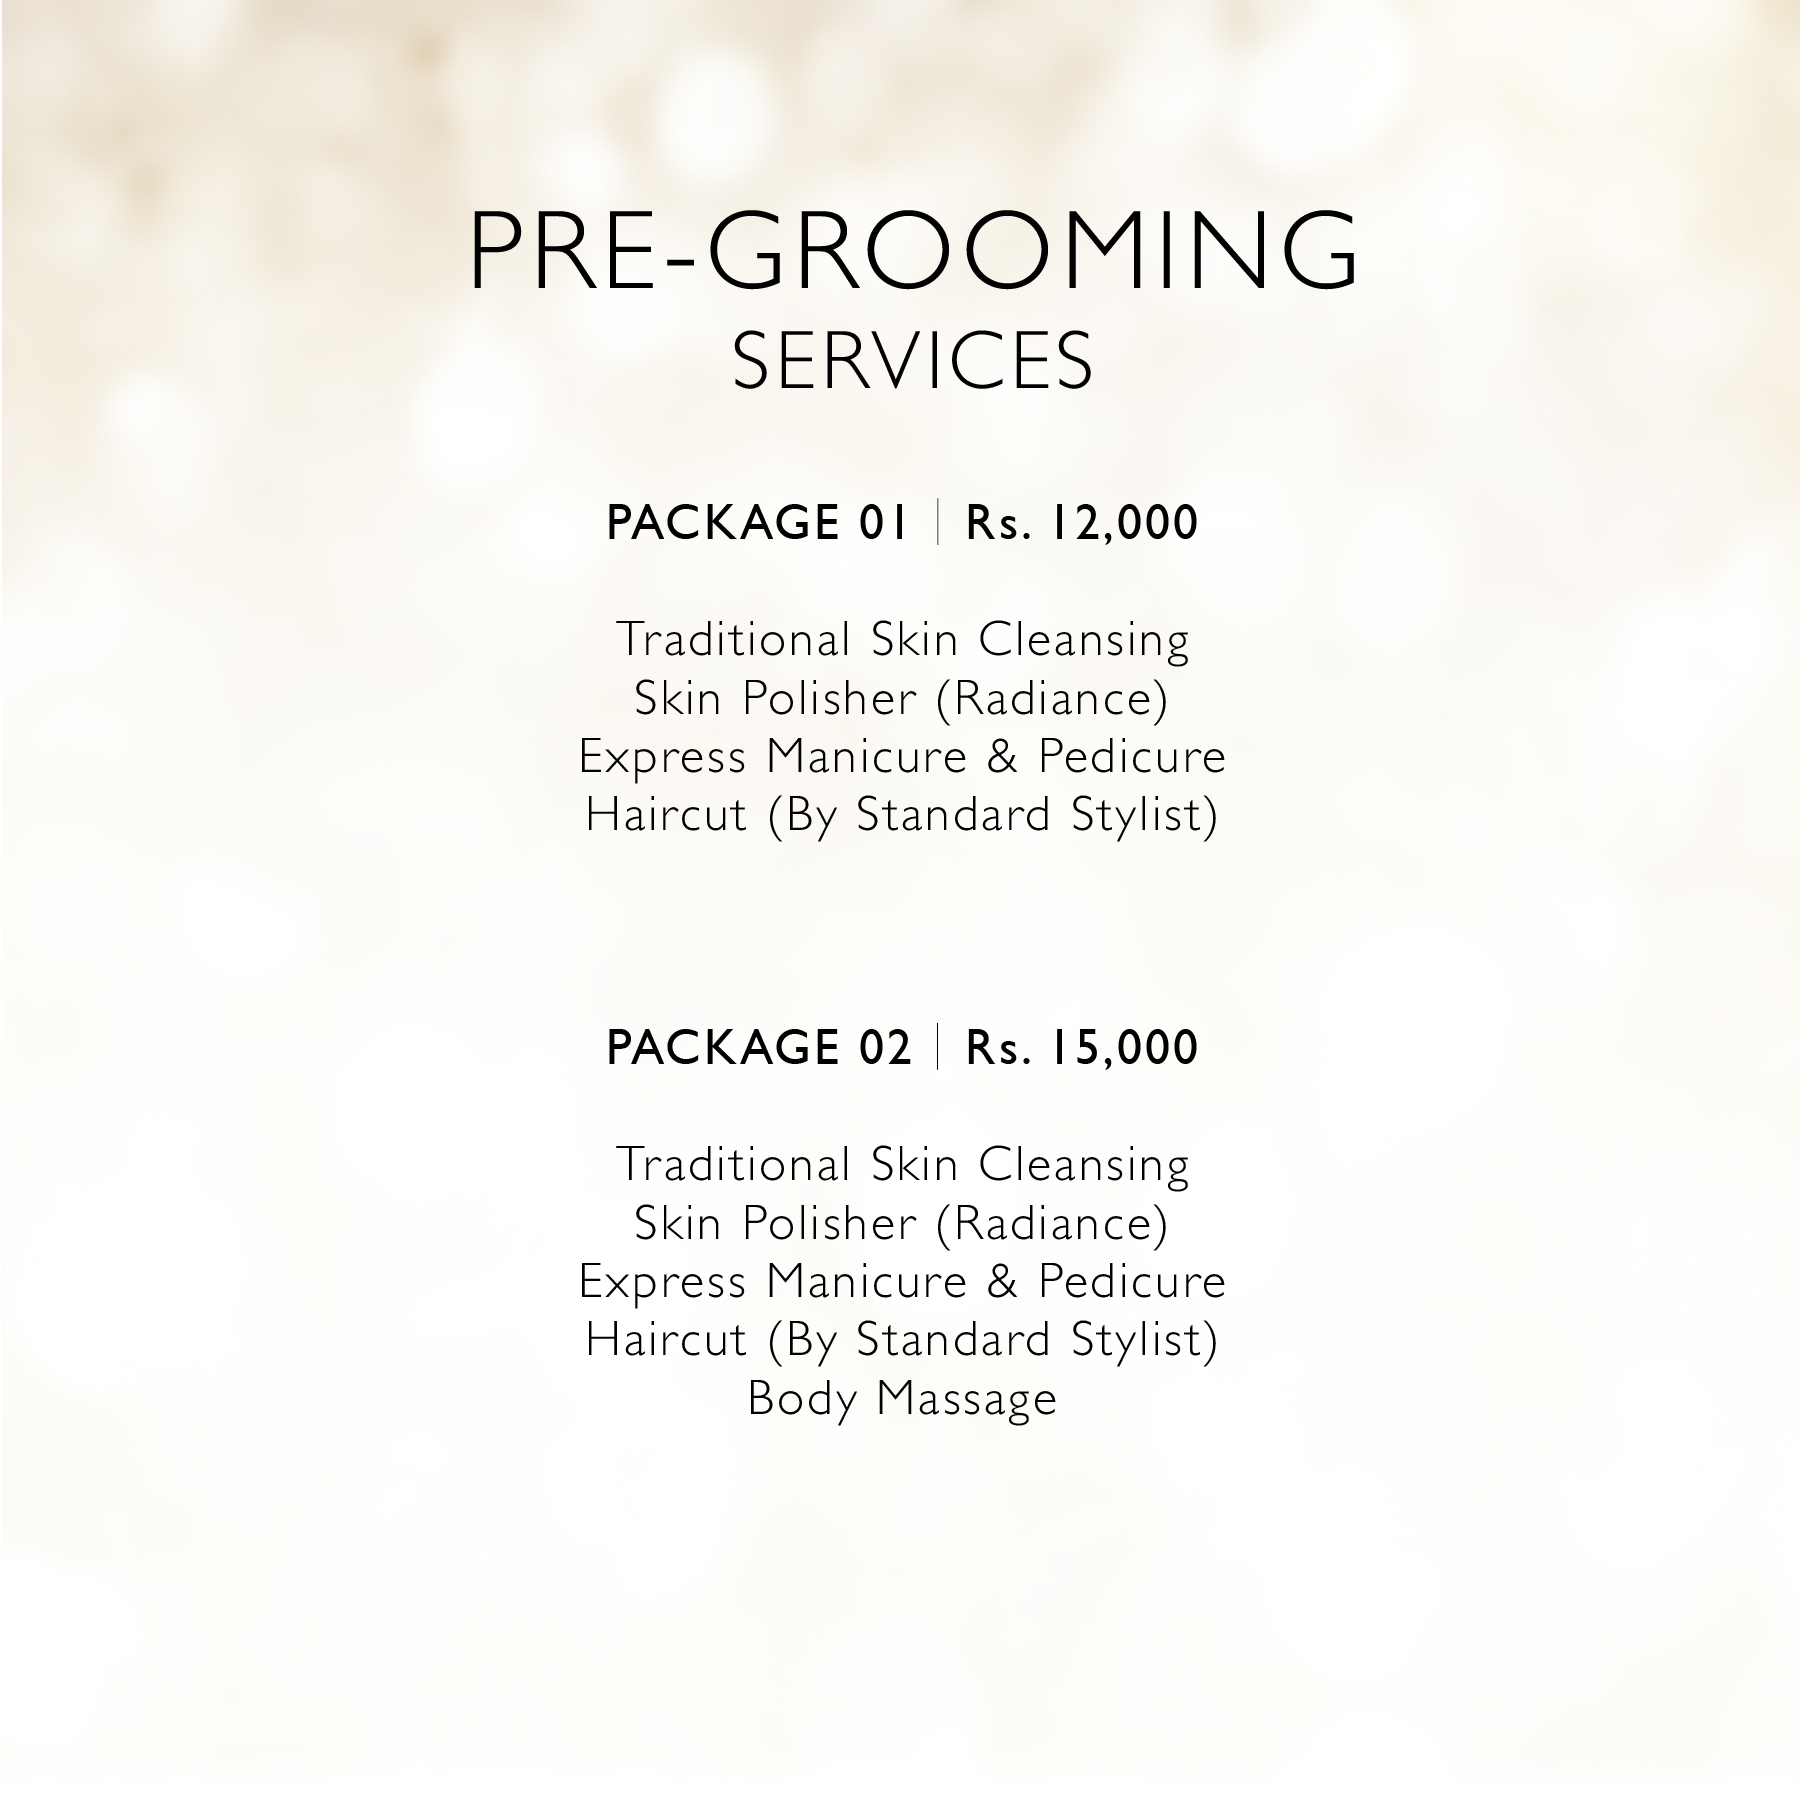 PRE-GROOMING
SERVICES
PACKAGE 01 | Rs. 12,000
Traditional Skin Cleansing
Skin Polisher (Radiance)
Express Manicure & Pedicure
Haircut (By Standard Stylist)
PACKAGE 02 | Rs. 15,000
Traditional Skin Cleansing
Skin Polisher (Radiance)
Express Manicure & Pedicure
Haircut (By Standard Stylist)
Body Massage